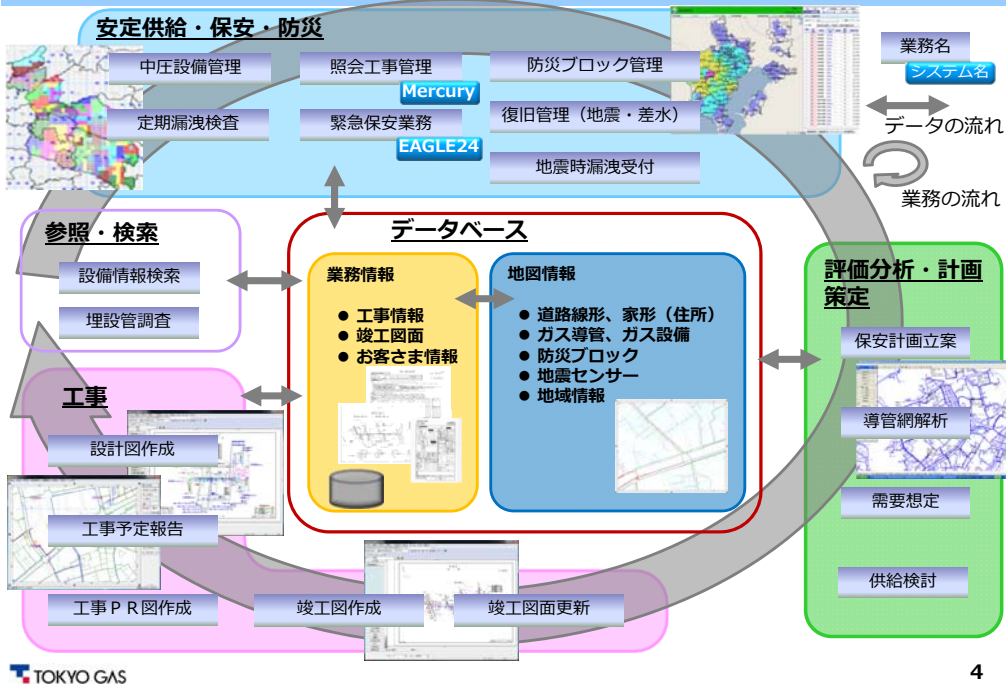 安定供給・保安・防災
中圧設備管理
定期漏洩検査
照会工事管理
Mercury
緊急保安業務
EAGLE24
防災ブロック管理
復旧管理（地震・差水）
地震時漏洩受付
業務名
システム名
データの流れ
業務の流れ
参照・検索
設備情報検索
埋設管調査
データベース
業務情報
● 工事情報
● 竣工図面
● お客さま情報
地図情報
● 道路線形、家形（住所）
● ガス導管、ガス設備
● 防災ブロック
● 地震センサー
● 地域情報
評価分析・計画
策定
保安計画立案
導管網解析
需要想定
供給検討
工事
設計図作成
工事予定報告
工事ＰＲ図作成
竣工図作成
竣工図面更新
TOKYO GAS
4